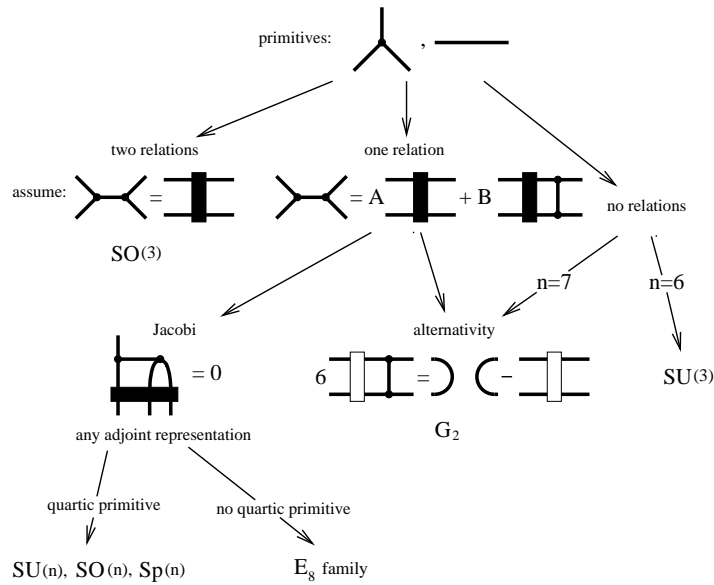 primitives: ,
two relations one relation
assume: = = A + B
no relations
SO(3)
n=7 n=6
Jacobi alternativity
= 0 6 = −
SU(3)
any adjoint representation G₂
quartic primitive no quartic primitive
SU(n), SO(n), Sp(n) E₈ family